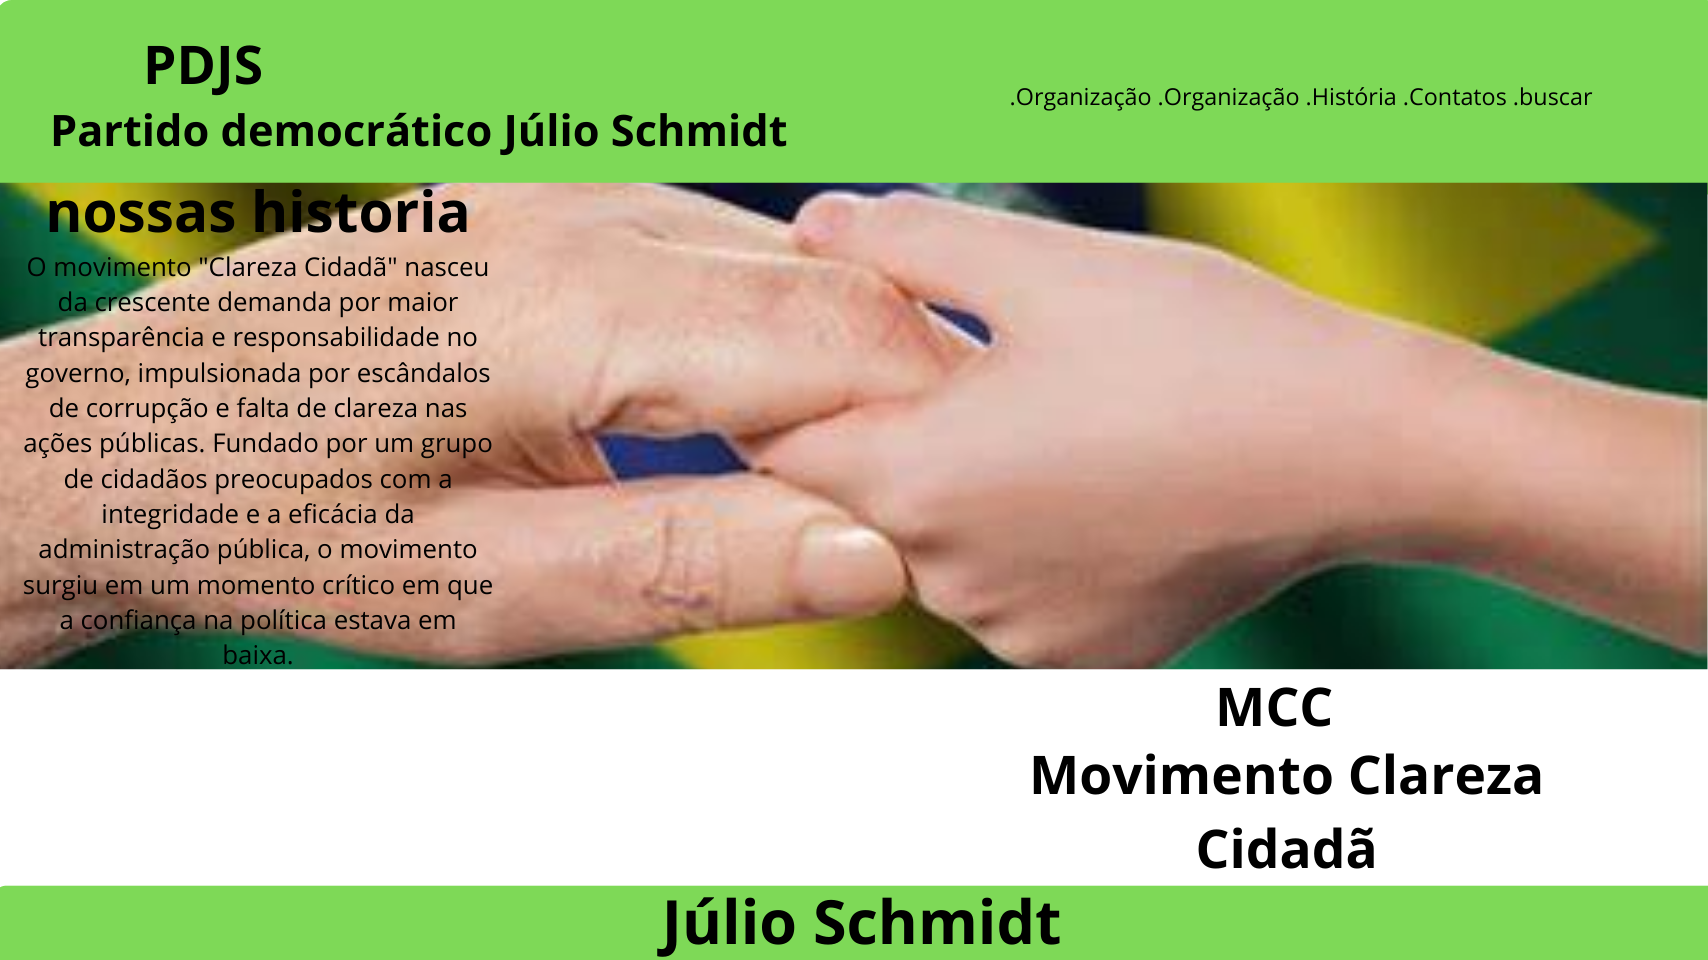 PDJS
Partido democrático Júlio Schmidt
.Organização .Organização .História .Contatos .buscar
nossas historia
O movimento "Clareza Cidadã" nasceu
da crescente demanda por maior
transparência e responsabilidade no
governo, impulsionada por escândalos
de corrupção e falta de clareza nas
ações públicas. Fundado por um grupo
de cidadãos preocupados com a
integridade e a eficácia da
administração pública, o movimento
surgiu em um momento crítico em que
a confiança na política estava em
baixa.
MCC
Movimento Clareza
Cidadã
Júlio Schmidt